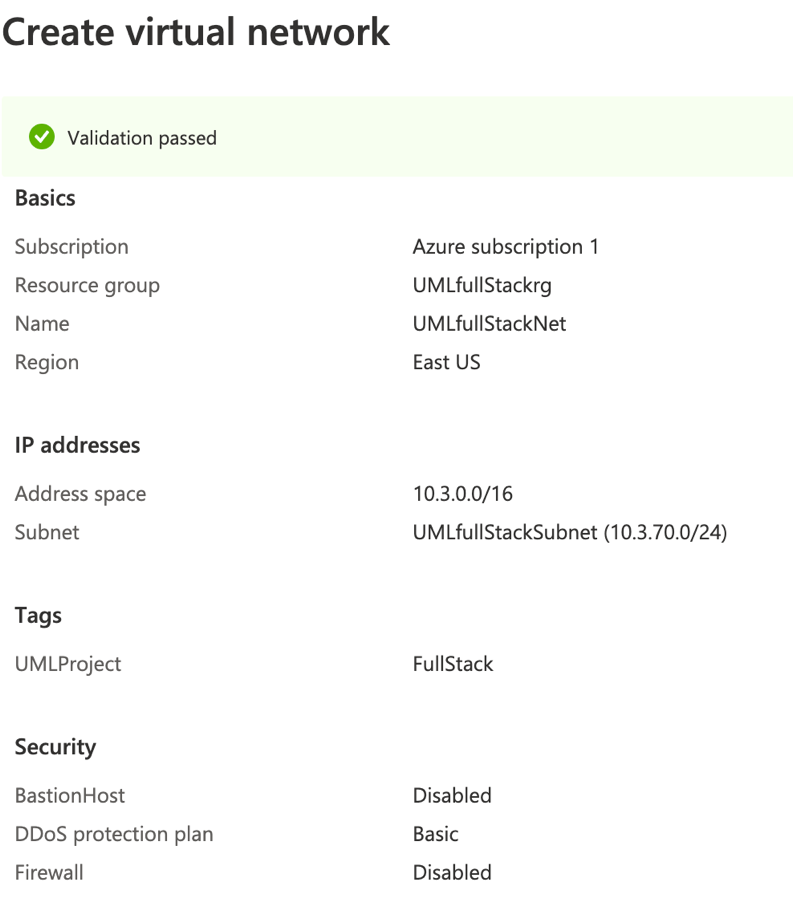 Create virtual network
Validation passed
Basics
Subscription Azure subscription 1
Resource group UMLfullStackrg
Name UMLfullStackNet
Region East US
IP addresses
Address space 10.3.0.0/16
Subnet UMLfullStackSubnet (10.3.70.0/24)
Tags
UMLProject FullStack
Security
BastionHost Disabled
DDoS protection plan Basic
Firewall Disabled